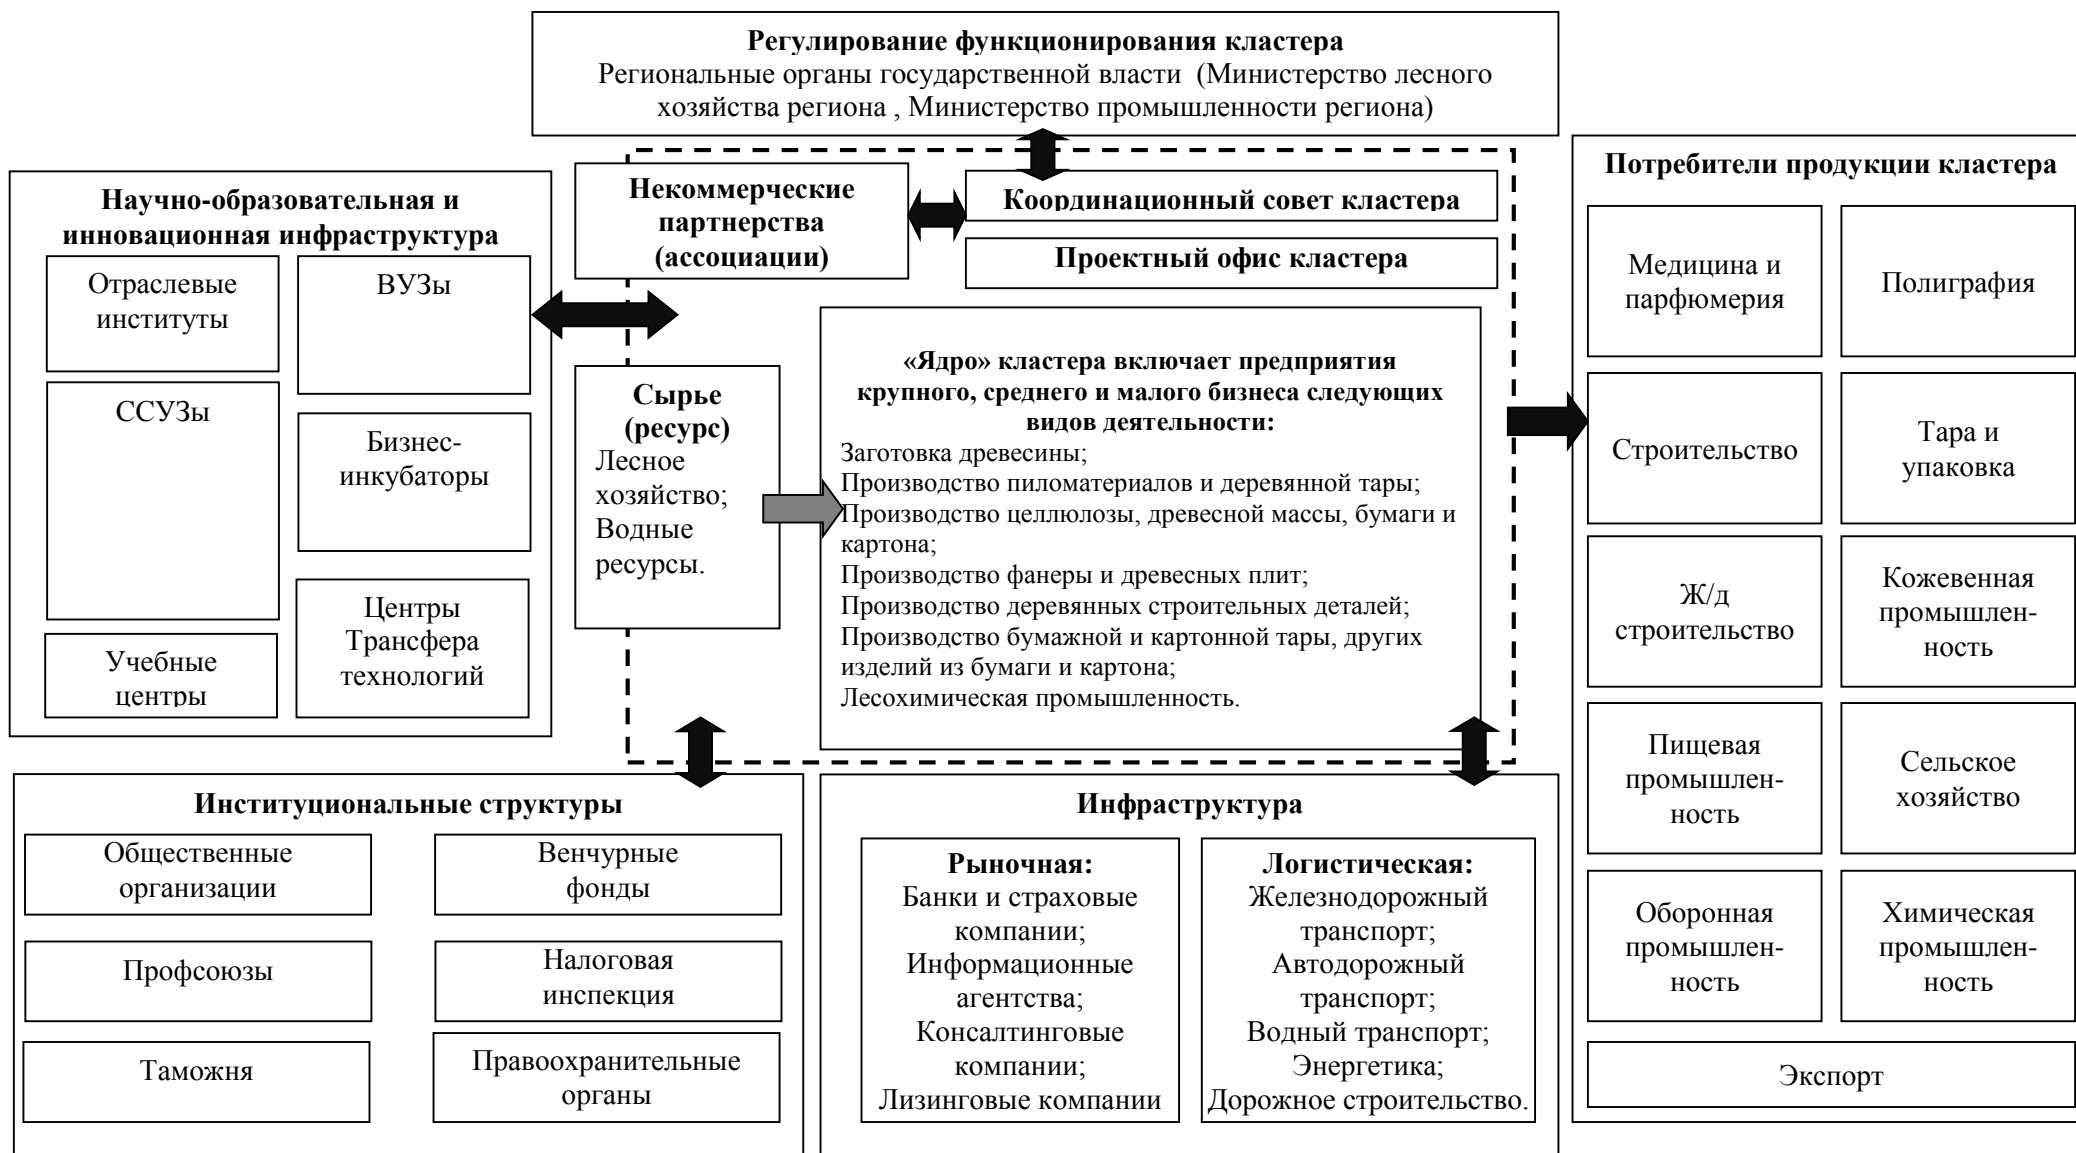 Регулирование функционирования кластера
Региональные органы государственной власти (Министерство лесного
хозяйства региона , Министерство промышленности региона)
Научно-образовательная и
инновационная инфраструктура
Отраслевые
институты
ВУЗы
ССУЗы
Бизнес-
инкубаторы
Учебные
центры
Центры
Трансфера
технологий
Некоммерческие
партнерства
(ассоциации)
Координационный совет кластера
Проектный офис кластера
Сырье
(ресурс)
Лесное
хозяйство;
Водные
ресурсы.
«Ядро» кластера включает предприятия
крупного, среднего и малого бизнеса следующих
видов деятельности:
Заготовка древесины;
Производство пиломатериалов и деревянной тары;
Производство целлюлозы, древесной массы, бумаги и
картона;
Производство фанеры и древесных плит;
Производство деревянных строительных деталей;
Производство бумажной и картонной тары, других
изделий из бумаги и картона;
Лесохимическая промышленность.
Потребители продукции кластера
Медицина и
парфюмерия
Полиграфия
Строительство
Тара и
упаковка
Ж/д
строительство
Кожевенная
промышлен-
ность
Пищевая
промышлен-
ность
Сельское
хозяйство
Оборонная
промышлен-
ность
Химическая
промышлен-
ность
Экспорт
Институциональные структуры
Общественные
организации
Венчурные
фонды
Профсоюзы
Налоговая
инспекция
Таможня
Правоохранительные
органы
Инфраструктура
Рыночная:
Банки и страховые
компании;
Информационные
агентства;
Консалтинговые
компании;
Лизинговые компании
Логистическая:
Железнодорожный
транспорт;
Автодорожный
транспорт;
Водный транспорт;
Энергетика;
Дорожное строительство.